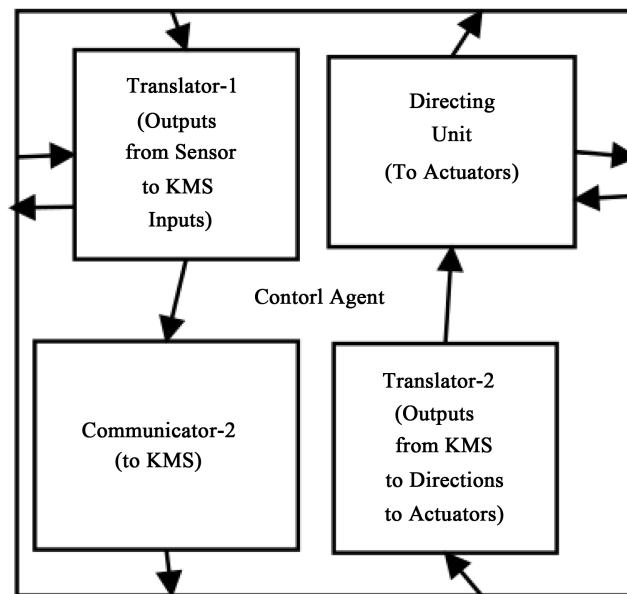 Translator-1
(Outputs
from Sensor
to KMS
Inputs)
Directing
Unit
(To Actuators)
Contorl Agent
Communicator-2
(to KMS)
Translator-2
(Outputs
from KMS
to Directions
to Actuators)